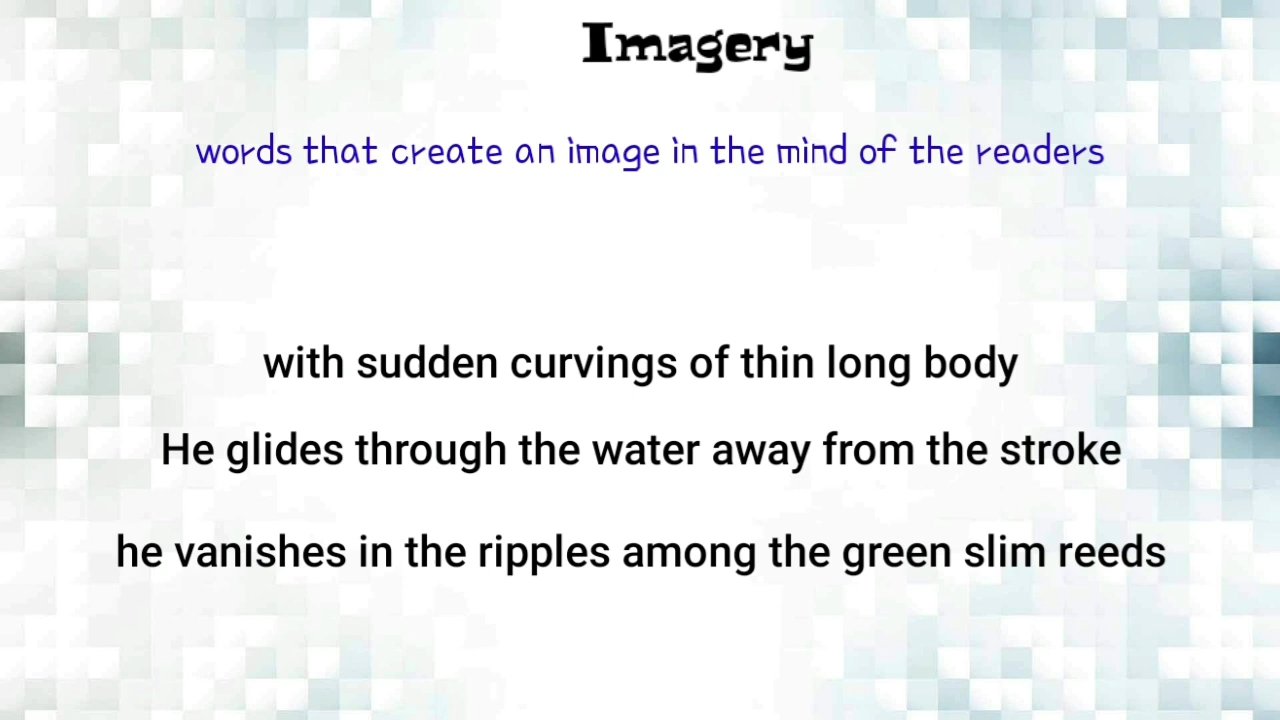 Imagery
words that create an image in the mind of the readers
with sudden curvings of thin long body
He glides through the water away from the stroke
he vanishes in the ripples among the green slim reeds